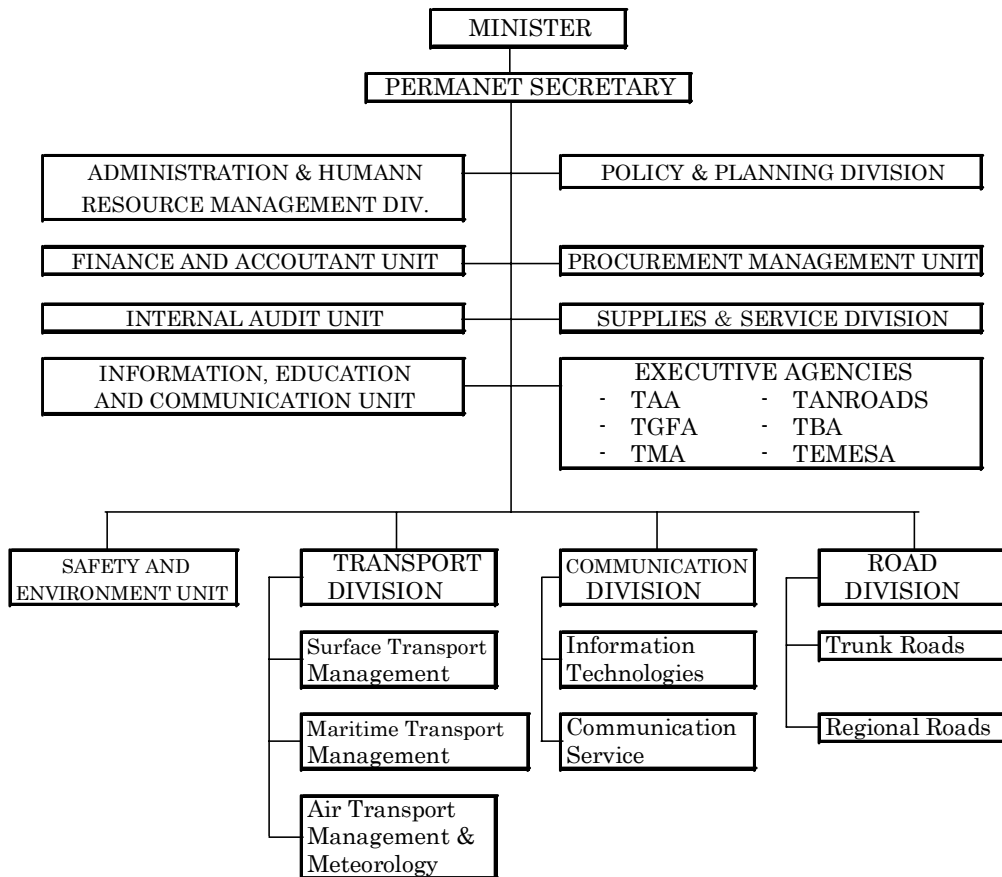 MINISTER
PERMANET SECRETARY
ADMINISTRATION & HUMANN
RESOURCE MANAGEMENT DIV.
POLICY & PLANNING DIVISION
FINANCE AND ACCOUTANT UNIT
PROCUREMENT MANAGEMENT UNIT
INTERNAL AUDIT UNIT
SUPPLIES & SERVICE DIVISION
INFORMATION, EDUCATION
AND COMMUNICATION UNIT
EXECUTIVE AGENCIES
- TAA - TANROADS
- TGFA - TBA
- TMA - TEMESA
SAFETY AND
ENVIRONMENT UNIT
TRANSPORT
DIVISION
Surface Transport
Management
Maritime Transport
Management
Air Transport
Management &
Meteorology
COMMUNICATION
DIVISION
Information
Technologies
Communication
Service
ROAD
DIVISION
Trunk Roads
Regional Roads